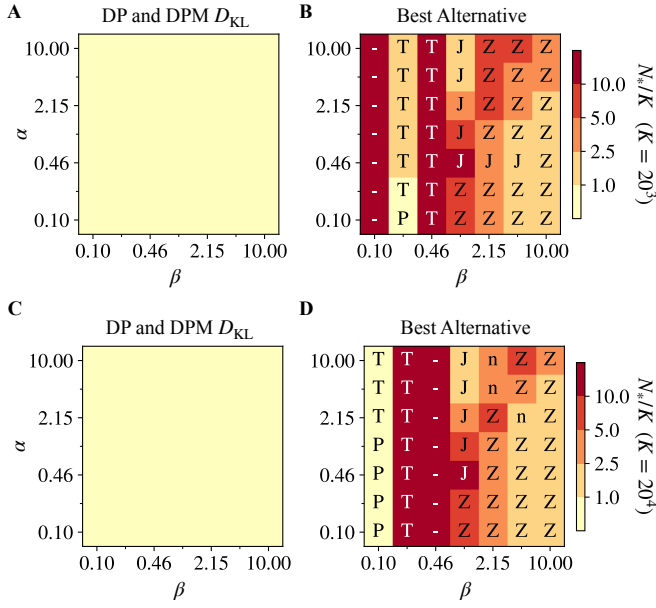 A
DP and DPM D_KL
10.00
2.15
0.46
0.10
α
0.10 0.46 2.15 10.00
β
B
Best Alternative
- T T J Z Z Z
- T T J Z Z Z
- T T J Z Z Z
- T T J Z Z Z
- T T J J J Z
- T T Z Z Z Z
- P T Z Z Z Z
10.00
2.15
0.46
0.10
0.10 0.46 2.15 10.00
β
10.0
5.0
2.5
1.0
N_*/K (K = 20^3)
C
DP and DPM D_KL
10.00
2.15
0.46
0.10
α
0.10 0.46 2.15 10.00
β
D
Best Alternative
T T - J n Z Z
T T - J n Z Z
T T - J Z n Z
P T - J Z Z Z
P T - J Z Z Z
P T - Z Z Z Z
P T - Z Z Z Z
10.00
2.15
0.46
0.10
0.10 0.46 2.15 10.00
β
10.0
5.0
2.5
1.0
N_*/K (K = 20^4)